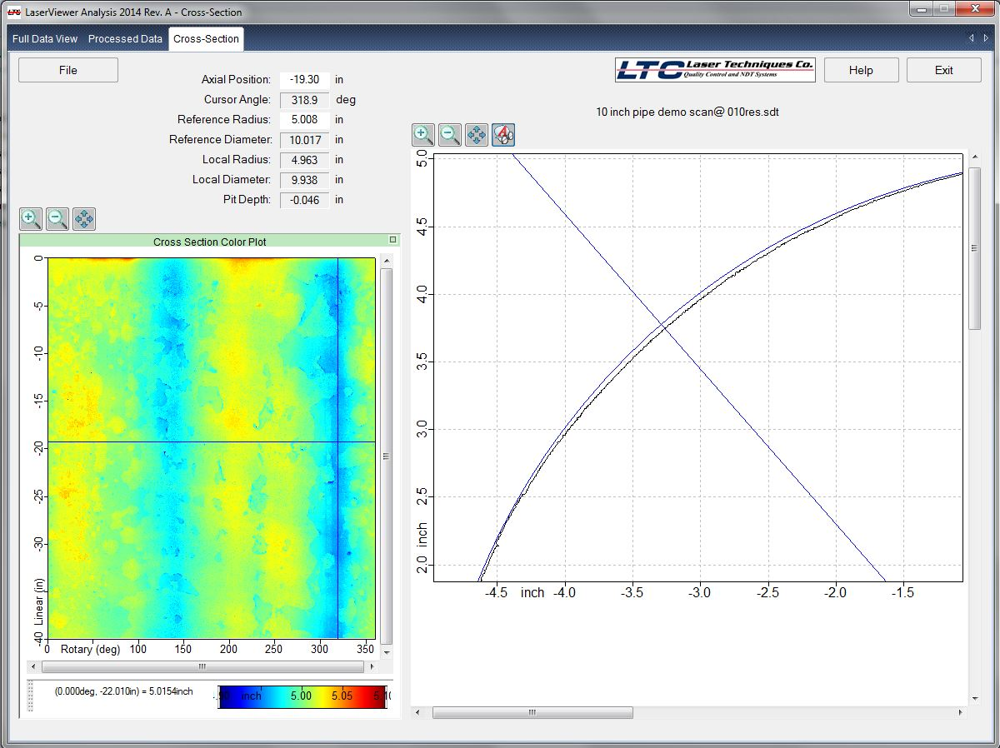 LTC LaserViewer Analysis 2014 Rev. A - Cross-Section
Full Data View Processed Data Cross-Section
File
Axial Position: -19.30 in
Cursor Angle: 318.9 deg
Reference Radius: 5.008 in
Reference Diameter: 10.017 in
Local Radius: 4.963 in
Local Diameter: 9.938 in
Pit Depth: -0.046 in
LTC Laser Techniques Co.
Quality Control and NDT Systems
Help Exit
10 inch pipe demo scan@ 010res.sdt
Cross Section Color Plot
0
-5
-10
-15
-20
-25
-30
-40 Linear (in)
0 Rotary (deg) 100 150 200 250 300 350
(0.000deg, -22.010in) = 5.0154inch
inch 5.00 5.05
5.0
4.5
4.0
3.5
3.0
2.5
2.0 inch
-4.5 inch -4.0 -3.5 -3.0 -2.5 -2.0 -1.5